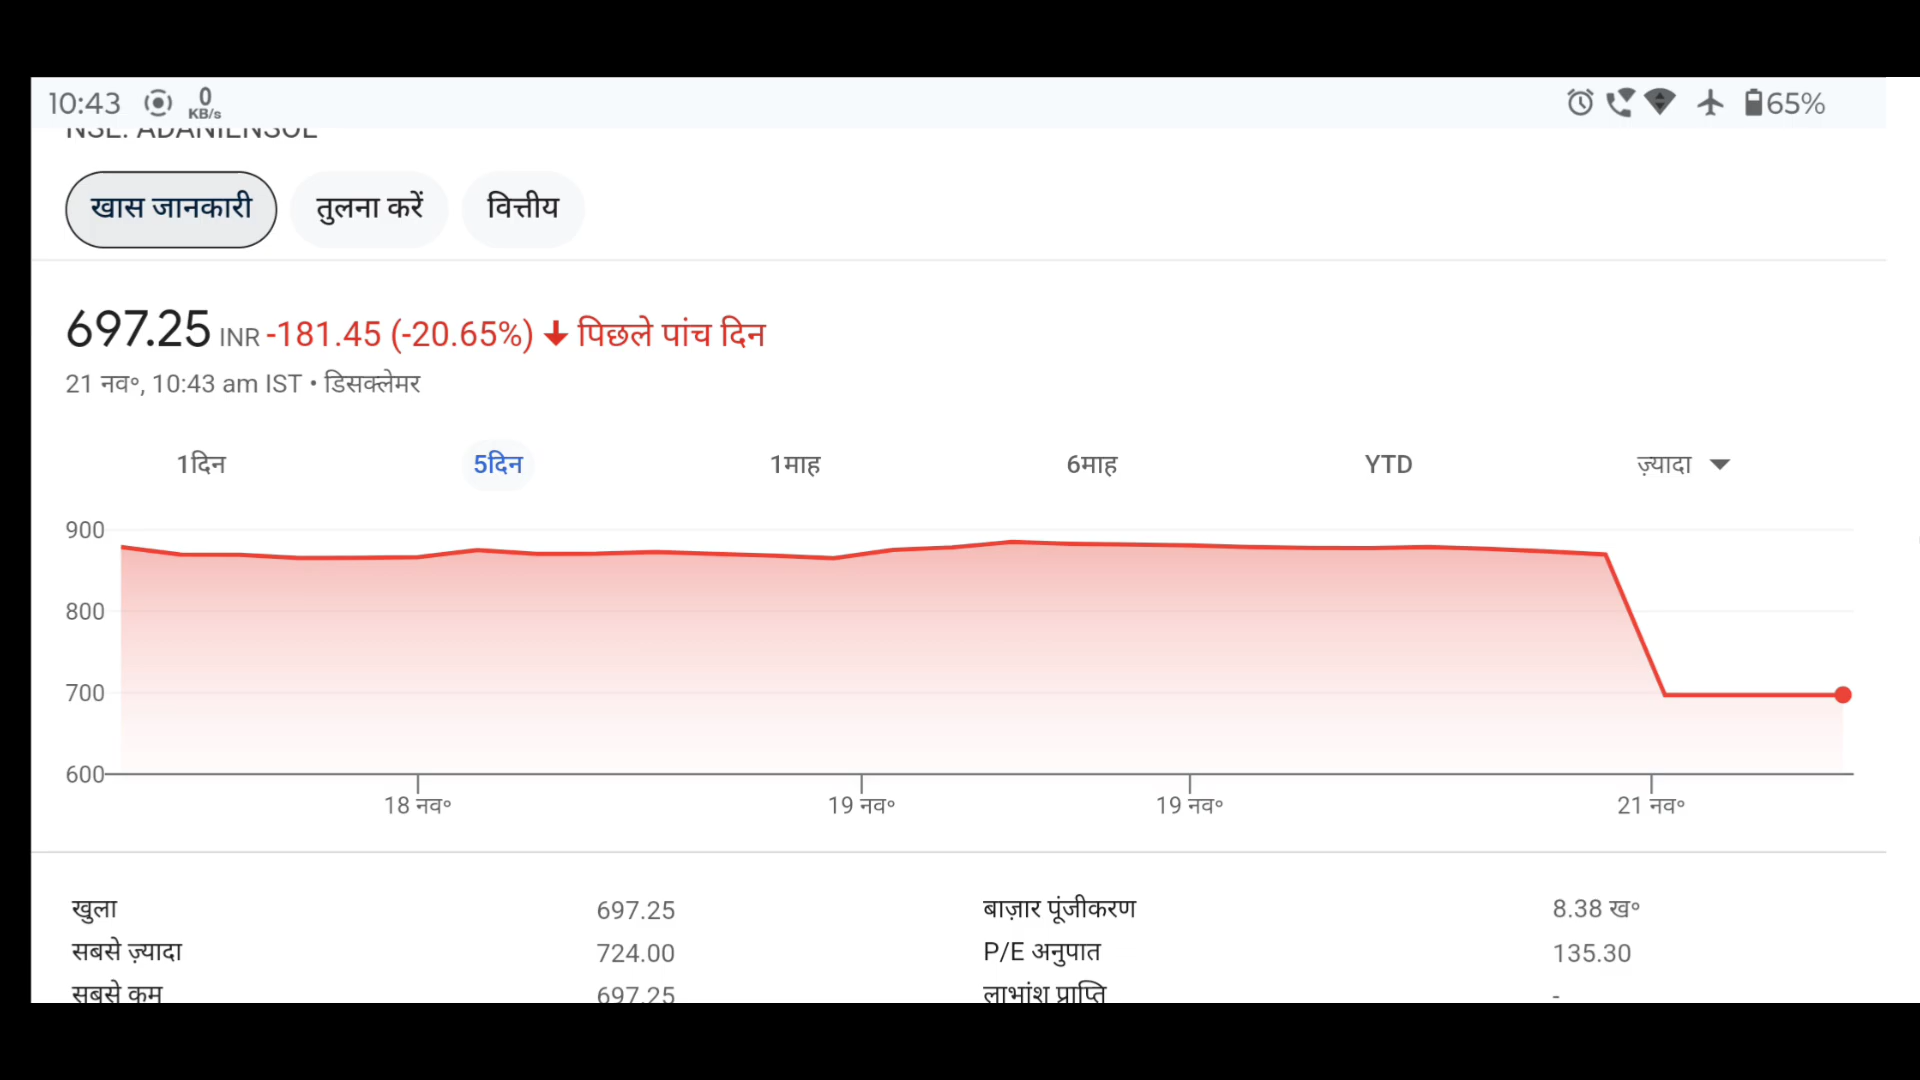 10:43 0 KB/s 65%
NSE: ADANIENSOL
खास जानकारी तुलना करें वित्तीय
697.25 INR -181.45 (-20.65%) पिछले पांच दिन
21 नव॰, 10:43 am IST • डिसक्लेमर
1दिन 5दिन 1माह 6माह YTD ज़्यादा
900
800
700
600
18 नव॰ 19 नव॰ 19 नव॰ 21 नव॰
खुला 697.25 बाज़ार पूंजीकरण 8.38 ख॰
सबसे ज़्यादा 724.00 P/E अनुपात 135.30
सबसे कम 697.25 लाभांश प्राप्ति -